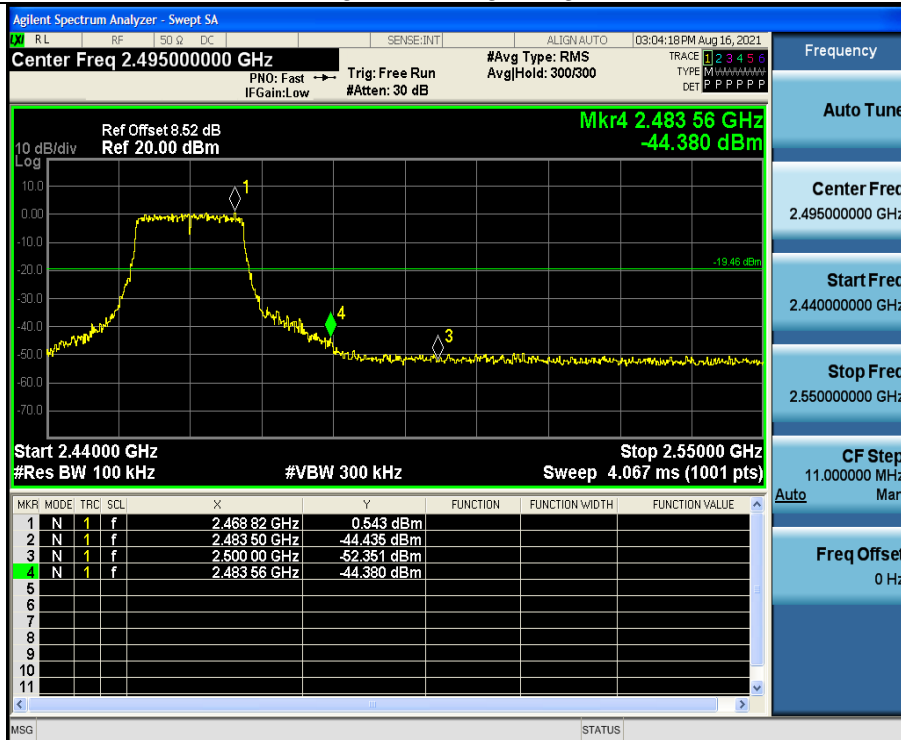 Agilent Spectrum Analyzer - Swept SA
LXI RL RF 50 Ω DC SENSE:INT ALIGN AUTO 03:04:18 PM Aug 16, 2021
Center Freq 2.495000000 GHz
PNO: Fast
IFGain:Low
Trig: Free Run
#Atten: 30 dB
#Avg Type: RMS
Avg|Hold: 300/300
TRACE 1 2 3 4 5 6
TYPE M
DET P P P P P P
Frequency
Auto Tune
Mkr4 2.483 56 GHz
-44.380 dBm
Ref Offset 8.52 dB
Ref 20.00 dBm
10 dB/div
Log
10.0
0.00
-10.0
-20.0
-30.0
-40.0
-50.0
-60.0
-70.0
1
4
3
-19.46 dBm
Start 2.44000 GHz
Stop 2.55000 GHz
#Res BW 100 kHz
#VBW 300 kHz
Sweep 4.067 ms (1001 pts)
Center Freq
2.495000000 GHz
Start Freq
2.440000000 GHz
Stop Freq
2.550000000 GHz
CF Step
11.000000 MHz
Auto Man
Freq Offset
0 Hz
MKR MODE TRC SCL X Y FUNCTION FUNCTION WIDTH FUNCTION VALUE
1 N 1 f 2.468 82 GHz 0.543 dBm
2 N 1 f 2.483 50 GHz -44.435 dBm
3 N 1 f 2.500 00 GHz -52.351 dBm
4 N 1 f 2.483 56 GHz -44.380 dBm
5
6
7
8
9
10
11
MSG STATUS